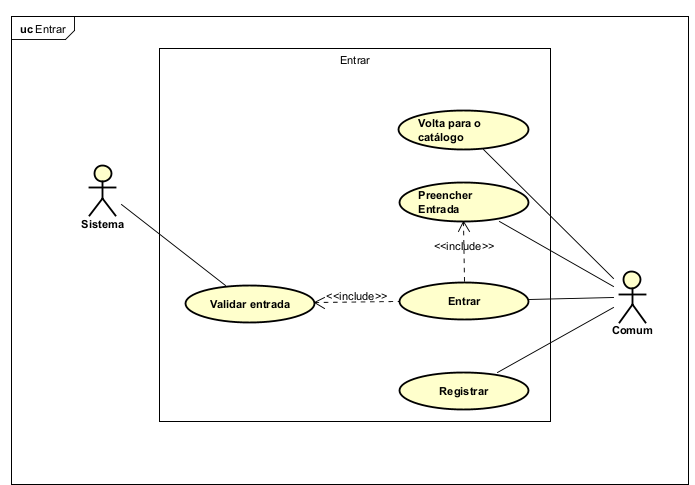 uc Entrar
Entrar
Volta para o
catálogo
Preencher
Entrada
Sistema
<<include>>
Validar entrada
<<include>>
Entrar
Comum
Registrar